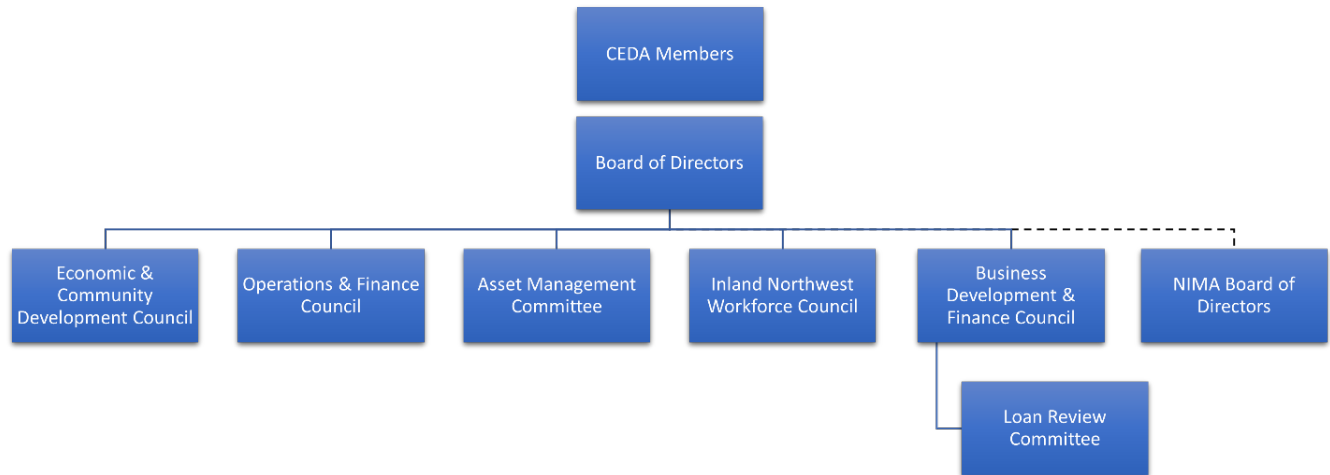 CEDA Members
Board of Directors
Economic &
Community
Development Council
Operations & Finance
Council
Asset Management
Committee
Inland Northwest
Workforce Council
Business
Development &
Finance Council
NIMA Board of
Directors
Loan Review
Committee